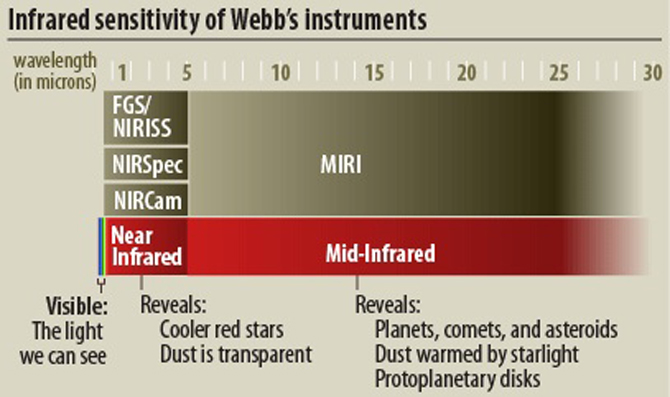 Infrared sensitivity of Webb's instruments
wavelength
(in microns)
1 5 10 15 20 25 30
FGS/
NIRISS
NIRSpec
NIRCam
MIRI
Near
Infrared
Mid-Infrared
Visible:
The light
we can see
Reveals:
Cooler red stars
Dust is transparent
Reveals:
Planets, comets, and asteroids
Dust warmed by starlight
Protoplanetary disks